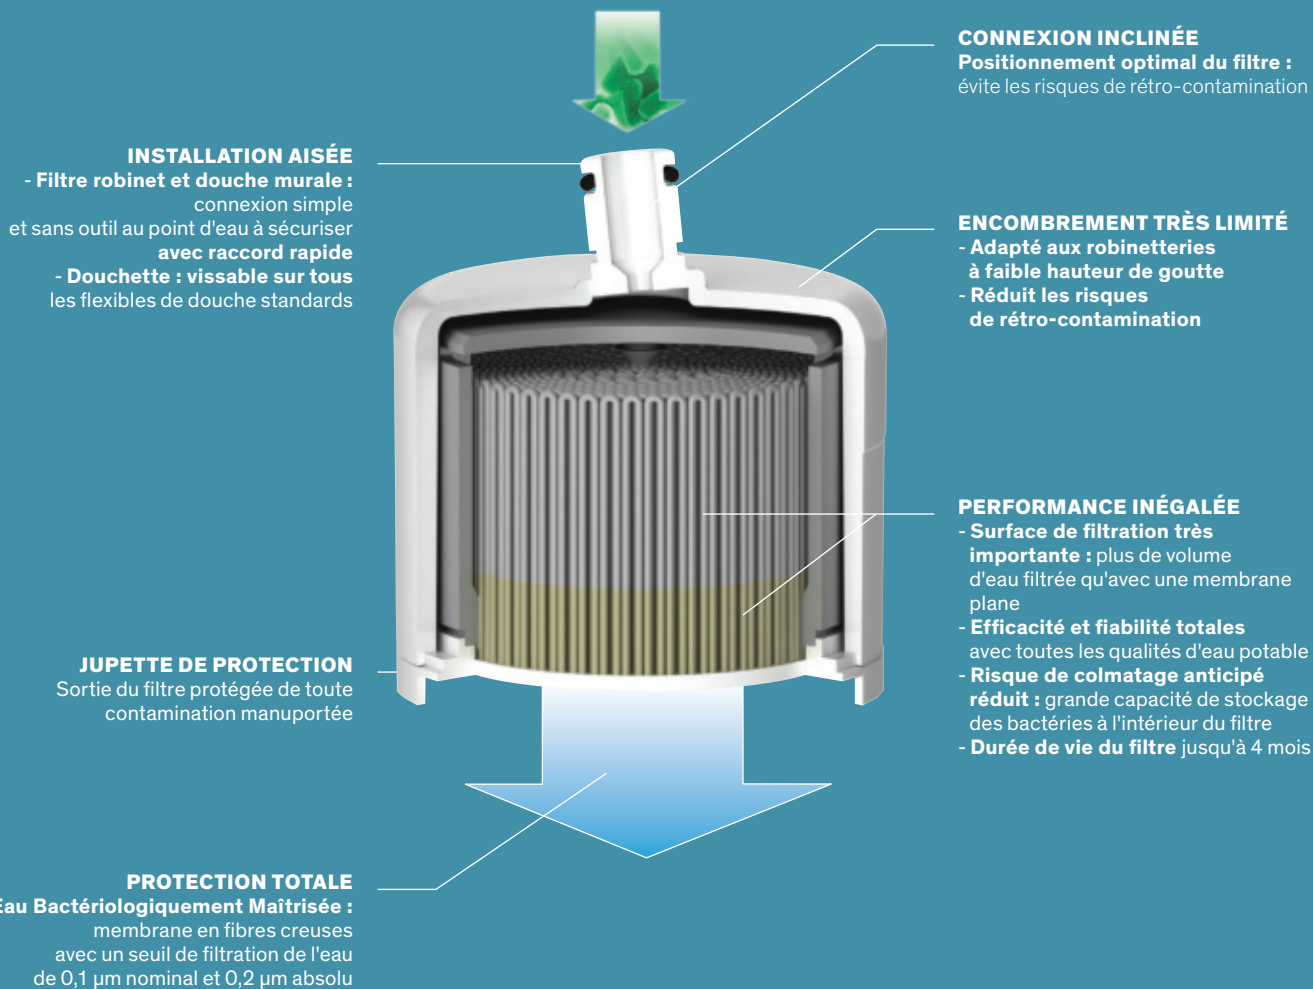 CONNEXION INCLINÉE
Positionnement optimal du filtre :
évite les risques de rétro-contamination
INSTALLATION AISÉE
- Filtre robinet et douche murale :
connexion simple
et sans outil au point d'eau à sécuriser
avec raccord rapide
- Douchette : vissable sur tous
les flexibles de douche standards
ENCOMBREMENT TRÈS LIMITÉ
- Adapté aux robinetteries
à faible hauteur de goutte
- Réduit les risques
de rétro-contamination
PERFORMANCE INÉGALÉE
- Surface de filtration très
importante : plus de volume
d'eau filtrée qu'avec une membrane
plane
- Efficacité et fiabilité totales
avec toutes les qualités d'eau potable
- Risque de colmatage anticipé
réduit : grande capacité de stockage
des bactéries à l'intérieur du filtre
- Durée de vie du filtre jusqu'à 4 mois
JUPETTE DE PROTECTION
Sortie du filtre protégée de toute
contamination manuportée
PROTECTION TOTALE
Eau Bactériologiquement Maîtrisée :
membrane en fibres creuses
avec un seuil de filtration de l'eau
de 0,1 µm nominal et 0,2 µm absolu